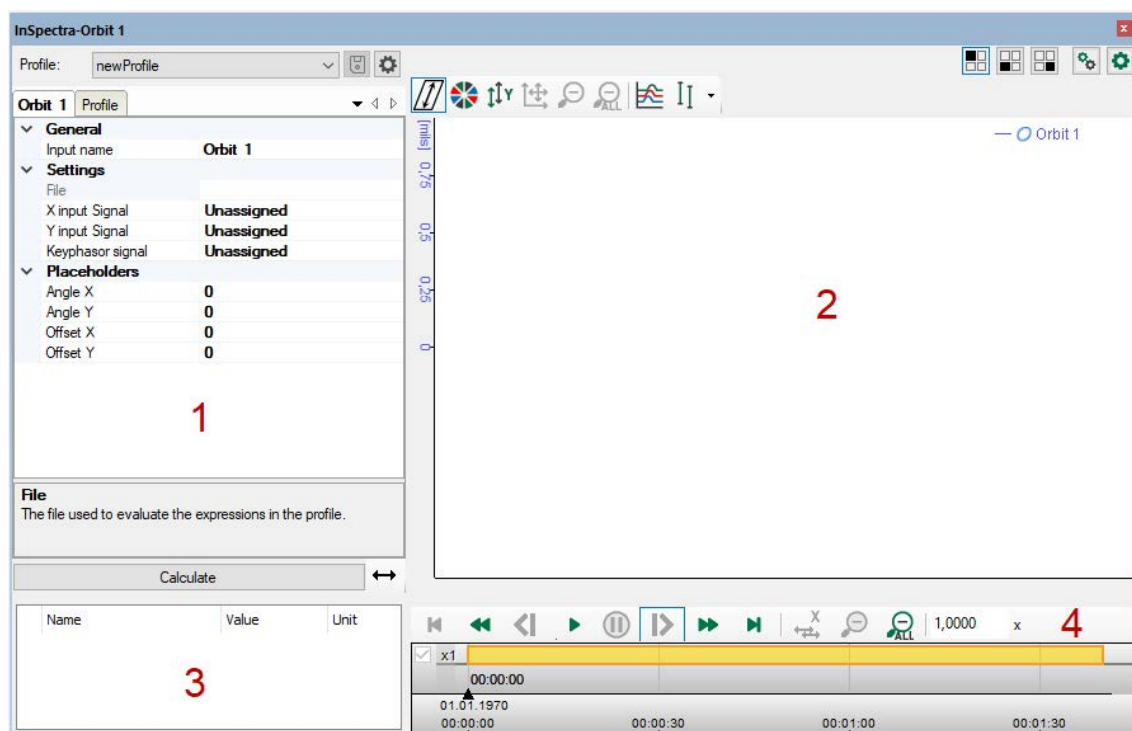 InSpectra-Orbit 1
Profile:
newProfile
Orbit 1
Profile
General
Input name
Orbit 1
Settings
File
X input Signal
Unassigned
Y input Signal
Unassigned
Keyphasor signal
Unassigned
Placeholders
Angle X
0
Angle Y
0
Offset X
0
Offset Y
0
1
File
The file used to evaluate the expressions in the profile.
Calculate
Name
Value
Unit
3
Y
ALL
[mils]
0,75
0,5
0,25
0
Orbit 1
2
X
ALL
1,0000
x
4
x1
00:00:00
01.01.1970
00:00:00
00:00:30
00:01:00
00:01:30